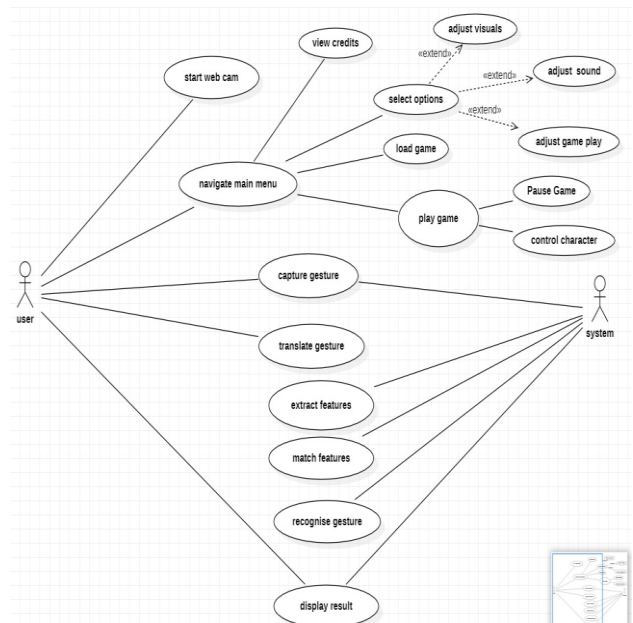 adjust visuals
view credits
«extend»
start web cam
«extend»
adjust sound
select options
«extend»
load game
adjust game play
navigate main menu
Pause Game
play game
control character
capture gesture
user
system
translate gesture
extract features
match features
recognise gesture
display result